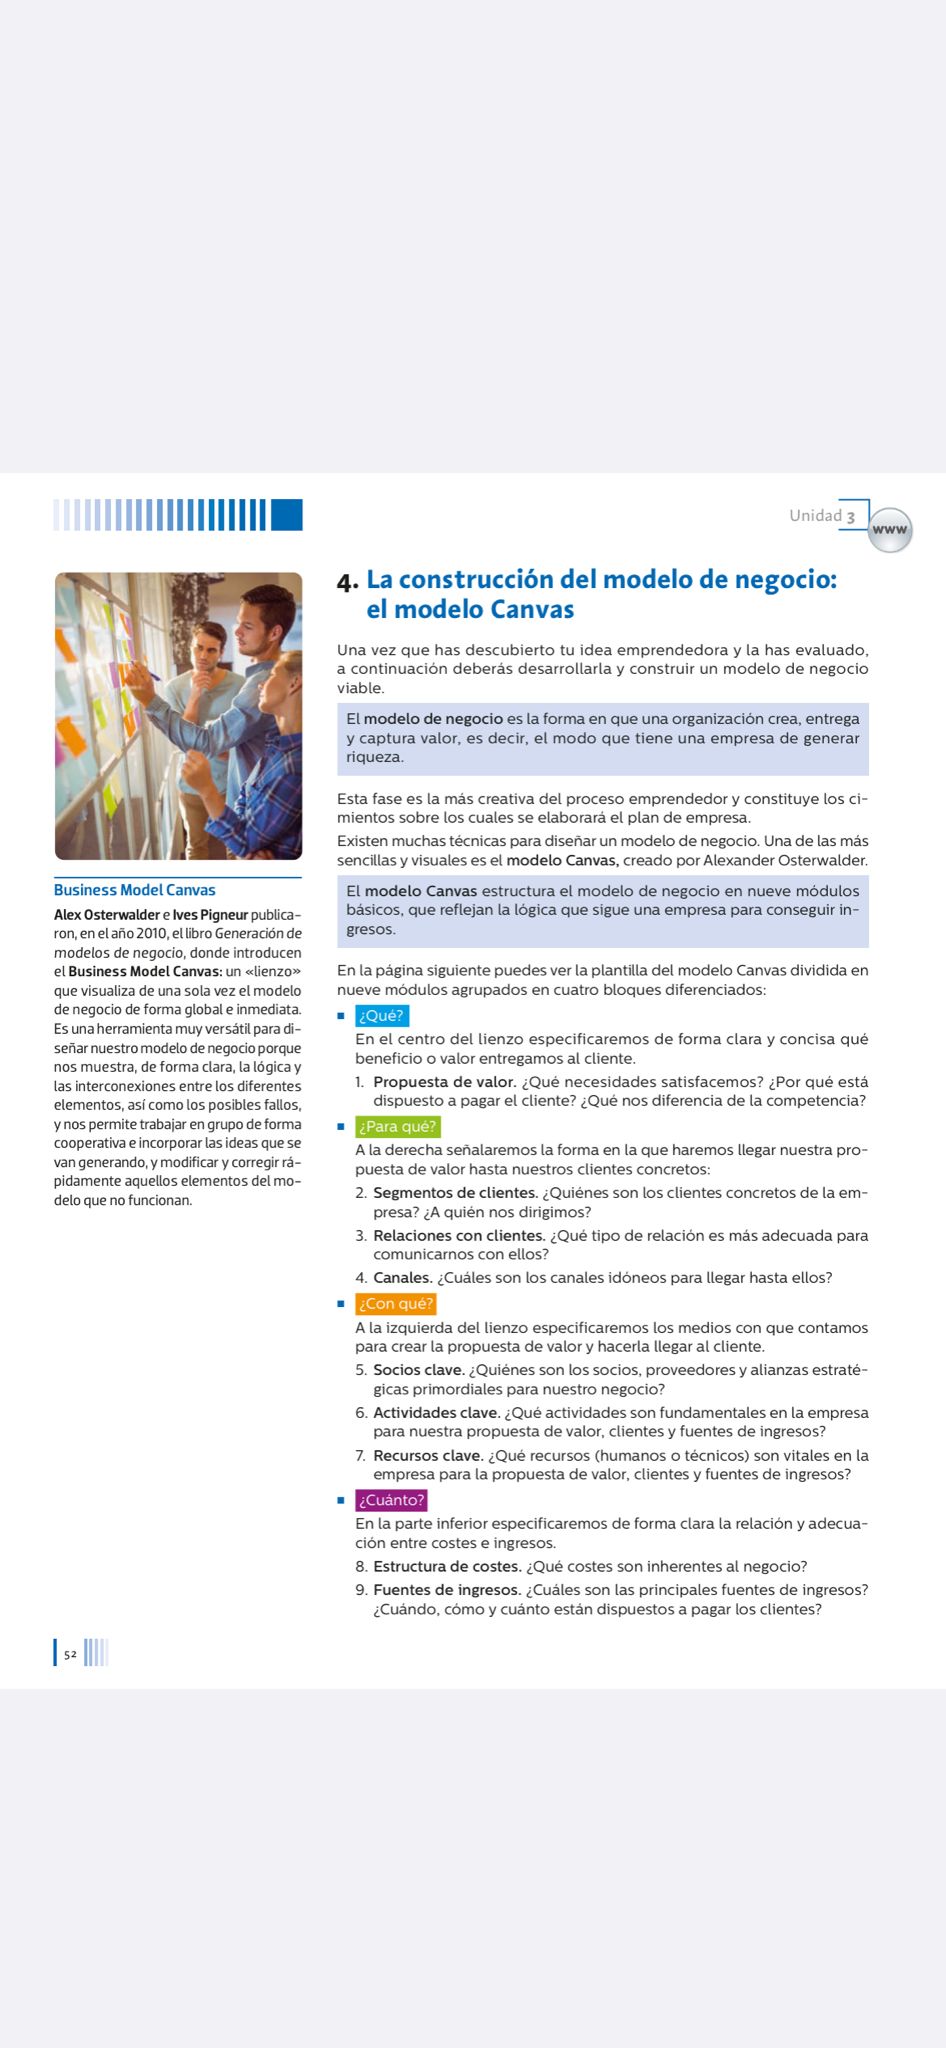 Unidad 3
www
4. La construcción del modelo de negocio:
el modelo Canvas
Una vez que has descubierto tu idea emprendedora y la has evaluado,
a continuación deberás desarrollarla y construir un modelo de negocio
viable.
El modelo de negocio es la forma en que una organización crea, entrega
y captura valor, es decir, el modo que tiene una empresa de generar
riqueza.
Esta fase es la más creativa del proceso emprendedor y constituye los ci-
mientos sobre los cuales se elaborará el plan de empresa.
Existen muchas técnicas para diseñar un modelo de negocio. Una de las más
sencillas y visuales es el modelo Canvas, creado por Alexander Osterwalder.
El modelo Canvas estructura el modelo de negocio en nueve módulos
básicos, que reflejan la lógica que sigue una empresa para conseguir in-
gresos.
En la página siguiente puedes ver la plantilla del modelo Canvas dividida en
nueve módulos agrupados en cuatro bloques diferenciados:
¿Qué?
En el centro del lienzo especificaremos de forma clara y concisa qué
beneficio o valor entregamos al cliente.
1. Propuesta de valor. ¿Qué necesidades satisfacemos? ¿Por qué está
dispuesto a pagar el cliente? ¿Qué nos diferencia de la competencia?
¿Para qué?
A la derecha señalaremos la forma en la que haremos llegar nuestra pro-
puesta de valor hasta nuestros clientes concretos:
2. Segmentos de clientes. ¿Quiénes son los clientes concretos de la em-
presa? ¿A quién nos dirigimos?
3. Relaciones con clientes. ¿Qué tipo de relación es más adecuada para
comunicarnos con ellos?
4. Canales. ¿Cuáles son los canales idóneos para llegar hasta ellos?
¿Con qué?
A la izquierda del lienzo especificaremos los medios con que contamos
para crear la propuesta de valor y hacerla llegar al cliente.
5. Socios clave. ¿Quiénes son los socios, proveedores y alianzas estraté-
gicas primordiales para nuestro negocio?
6. Actividades clave. ¿Qué actividades son fundamentales en la empresa
para nuestra propuesta de valor, clientes y fuentes de ingresos?
7. Recursos clave. ¿Qué recursos (humanos o técnicos) son vitales en la
empresa para la propuesta de valor, clientes y fuentes de ingresos?
¿Cuánto?
En la parte inferior especificaremos de forma clara la relación y adecua-
ción entre costes e ingresos.
8. Estructura de costes. ¿Qué costes son inherentes al negocio?
9. Fuentes de ingresos. ¿Cuáles son las principales fuentes de ingresos?
¿Cuándo, cómo y cuánto están dispuestos a pagar los clientes?
Business Model Canvas
Alex Osterwalder e Ives Pigneur publica-
ron, en el año 2010, el libro Generación de
modelos de negocio, donde introducen
el Business Model Canvas: un «lienzo»
que visualiza de una sola vez el modelo
de negocio de forma global e inmediata.
Es una herramienta muy versátil para di-
señar nuestro modelo de negocio porque
nos muestra, de forma clara, la lógica y
las interconexiones entre los diferentes
elementos, así como los posibles fallos,
y nos permite trabajar en grupo de forma
cooperativa e incorporar las ideas que se
van generando, y modificar y corregir rá-
pidamente aquellos elementos del mo-
delo que no funcionan.
52